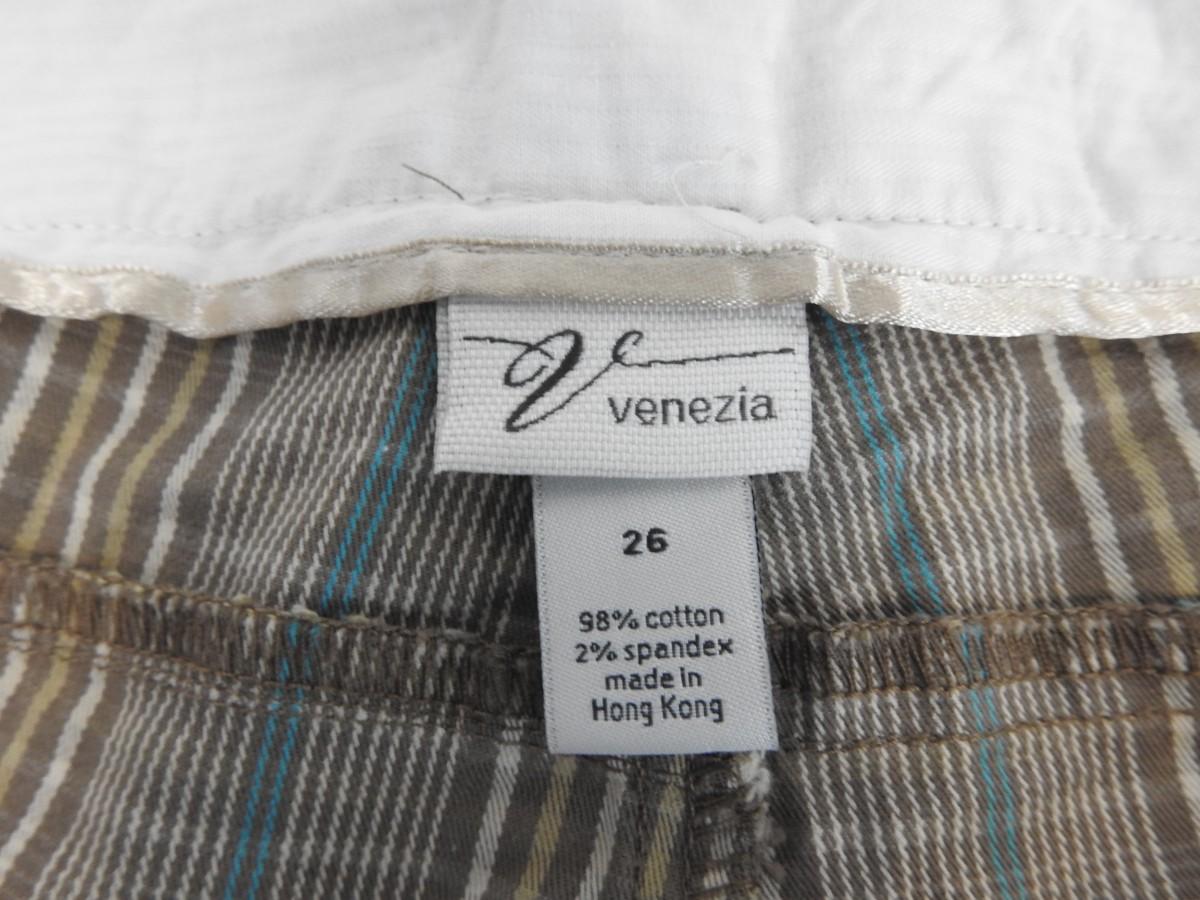 venezia
26
98% cotton
2% spandex
made in
Hong Kong